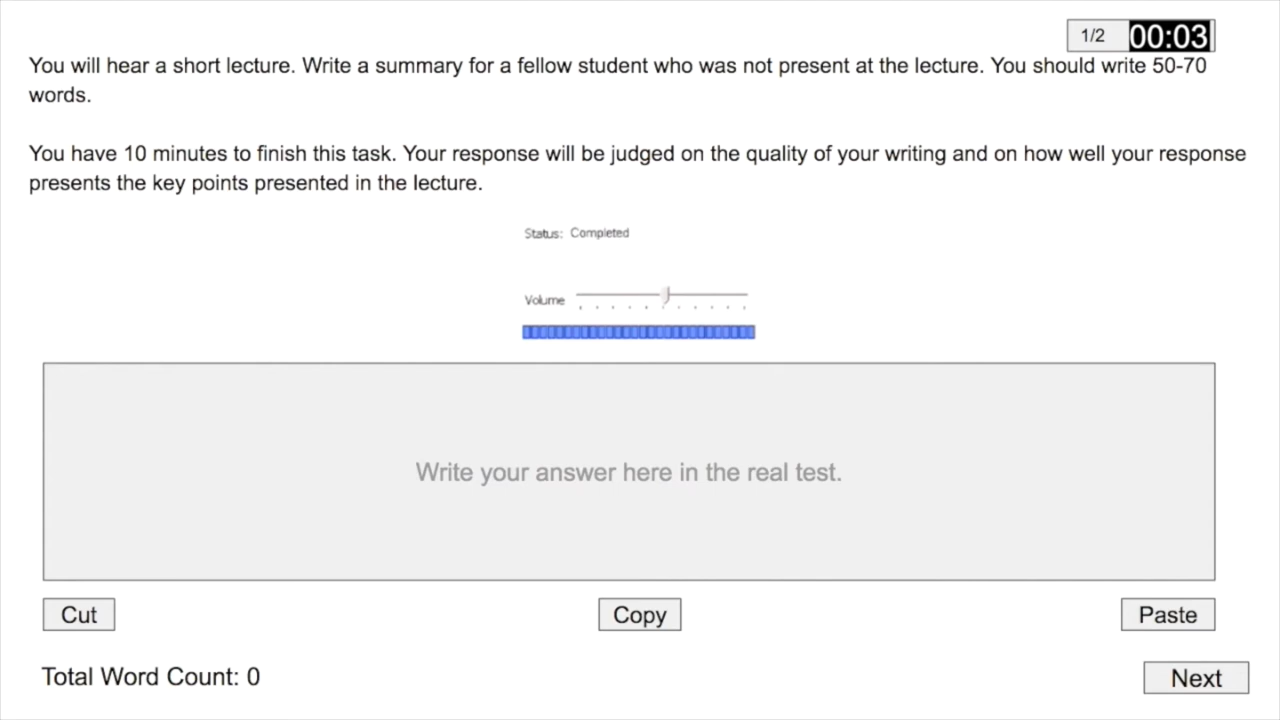 1/2 00:03
You will hear a short lecture. Write a summary for a fellow student who was not present at the lecture. You should write 50-70
words.
You have 10 minutes to finish this task. Your response will be judged on the quality of your writing and on how well your response
presents the key points presented in the lecture.
Status: Completed
Volume
Write your answer here in the real test.
Cut Copy Paste
Total Word Count: 0 Next